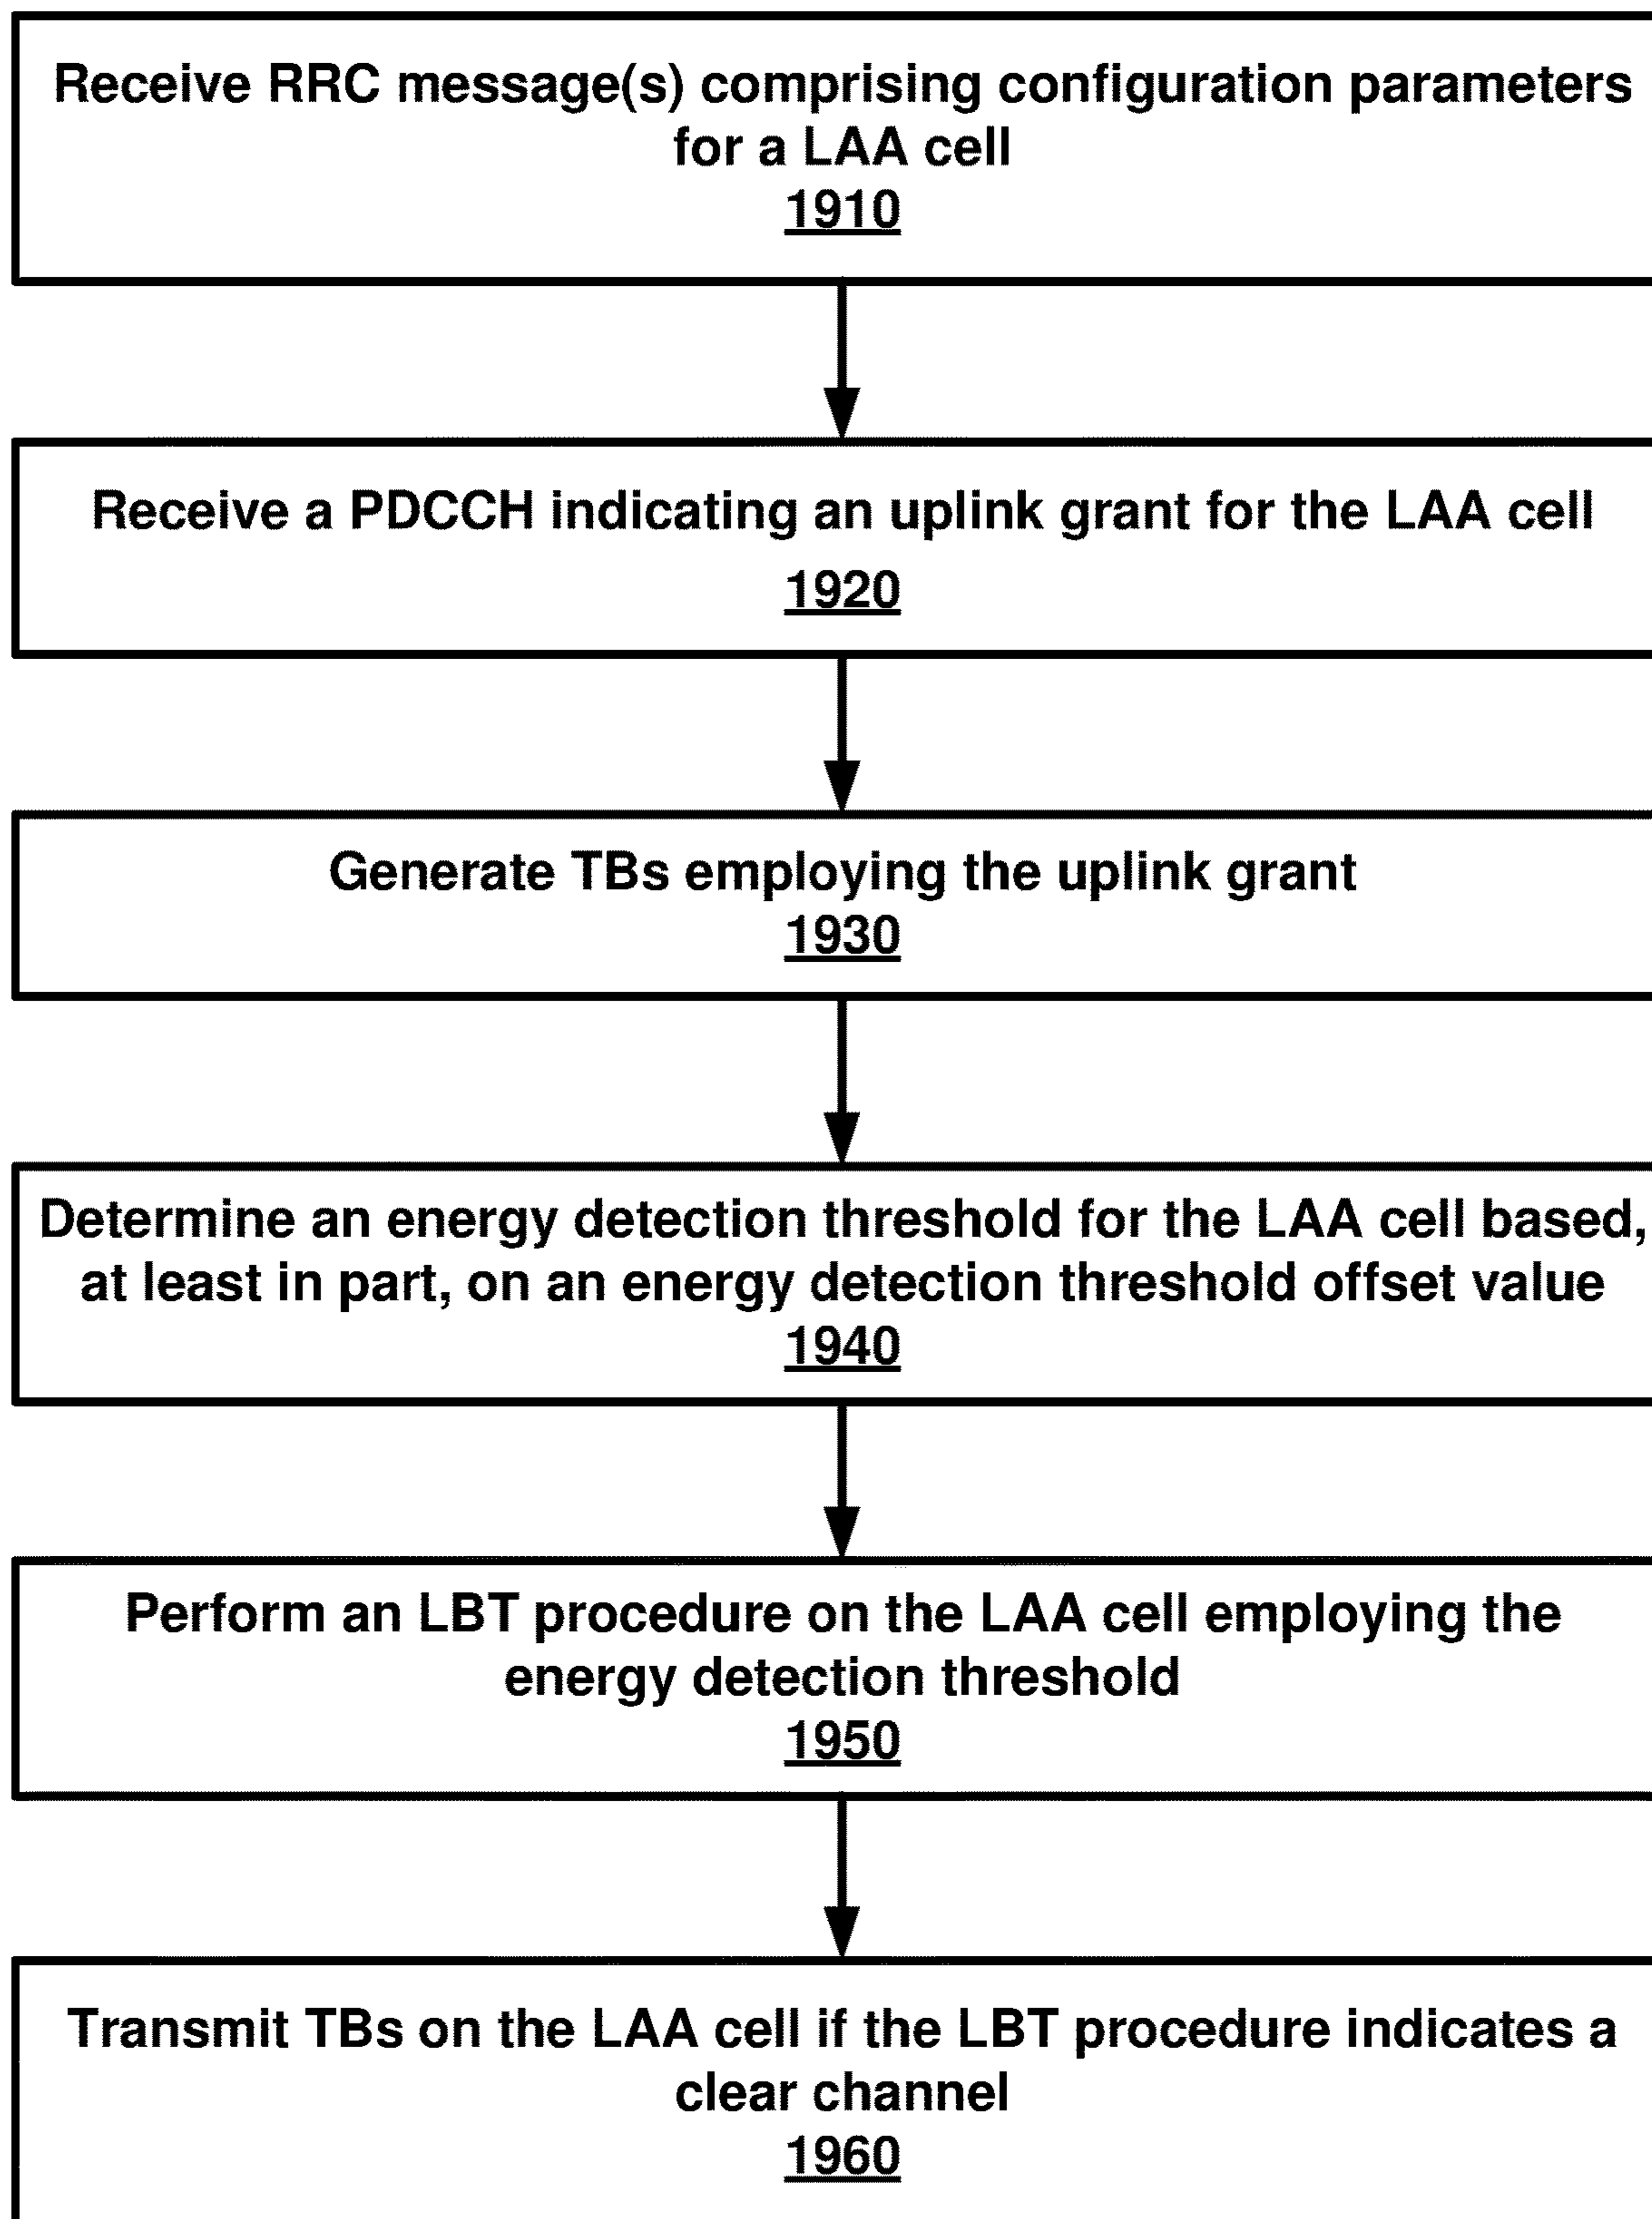 Receive RRC message(s) comprising configuration parameters
for a LAA cell
1910
Receive a PDCCH indicating an uplink grant for the LAA cell
1920
Generate TBs employing the uplink grant
1930
Determine an energy detection threshold for the LAA cell based,
at least in part, on an energy detection threshold offset value
1940
Perform an LBT procedure on the LAA cell employing the
energy detection threshold
1950
Transmit TBs on the LAA cell if the LBT procedure indicates a
clear channel
1960